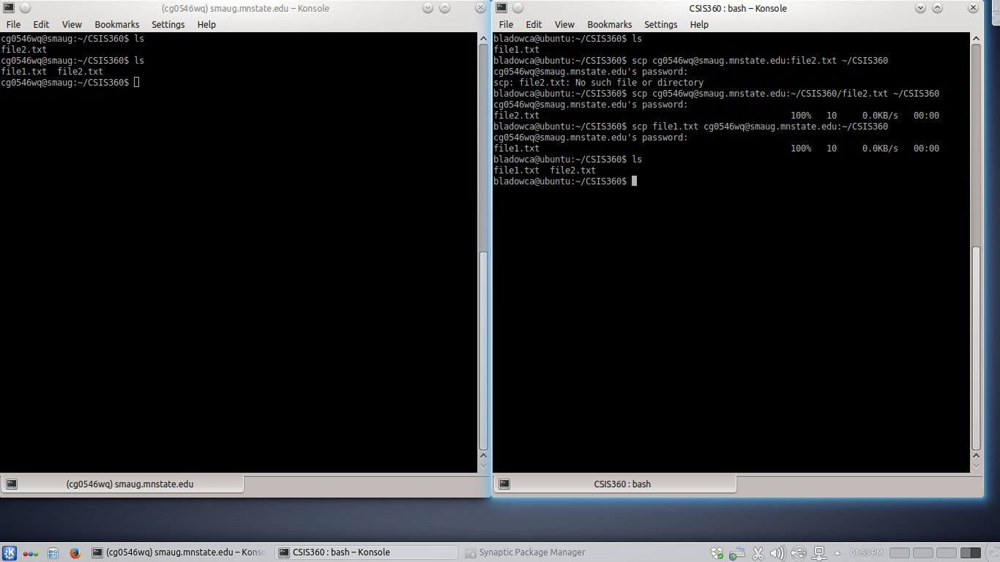 (cg0546wq) smaug.mnstate.edu – Konsole
File Edit View Bookmarks Settings Help
cg0546wq@smaug:~/CSIS360$ ls
file2.txt
cg0546wq@smaug:~/CSIS360$ ls
file1.txt  file2.txt
cg0546wq@smaug:~/CSIS360$
(cg0546wq) smaug.mnstate.edu
CSIS360 : bash – Konsole
File Edit View Bookmarks Settings Help
bladowca@ubuntu:~/CSIS360$ ls
file1.txt
bladowca@ubuntu:~/CSIS360$ scp cg0546wq@smaug.mnstate.edu:file2.txt ~/CSIS360
cg0546wq@smaug.mnstate.edu's password:
scp: file2.txt: No such file or directory
bladowca@ubuntu:~/CSIS360$ scp cg0546wq@smaug.mnstate.edu:~/CSIS360/file2.txt ~/CSIS360
cg0546wq@smaug.mnstate.edu's password:
file2.txt 100% 10 0.0KB/s 00:00
bladowca@ubuntu:~/CSIS360$ scp file1.txt cg0546wq@smaug.mnstate.edu:~/CSIS360
cg0546wq@smaug.mnstate.edu's password:
file1.txt 100% 10 0.0KB/s 00:00
bladowca@ubuntu:~/CSIS360$ ls
file1.txt  file2.txt
bladowca@ubuntu:~/CSIS360$
CSIS360 : bash
(cg0546wq) smaug.mnstate.edu – Konso
CSIS360 : bash – Konsole
Synaptic Package Manager
01:53 PM